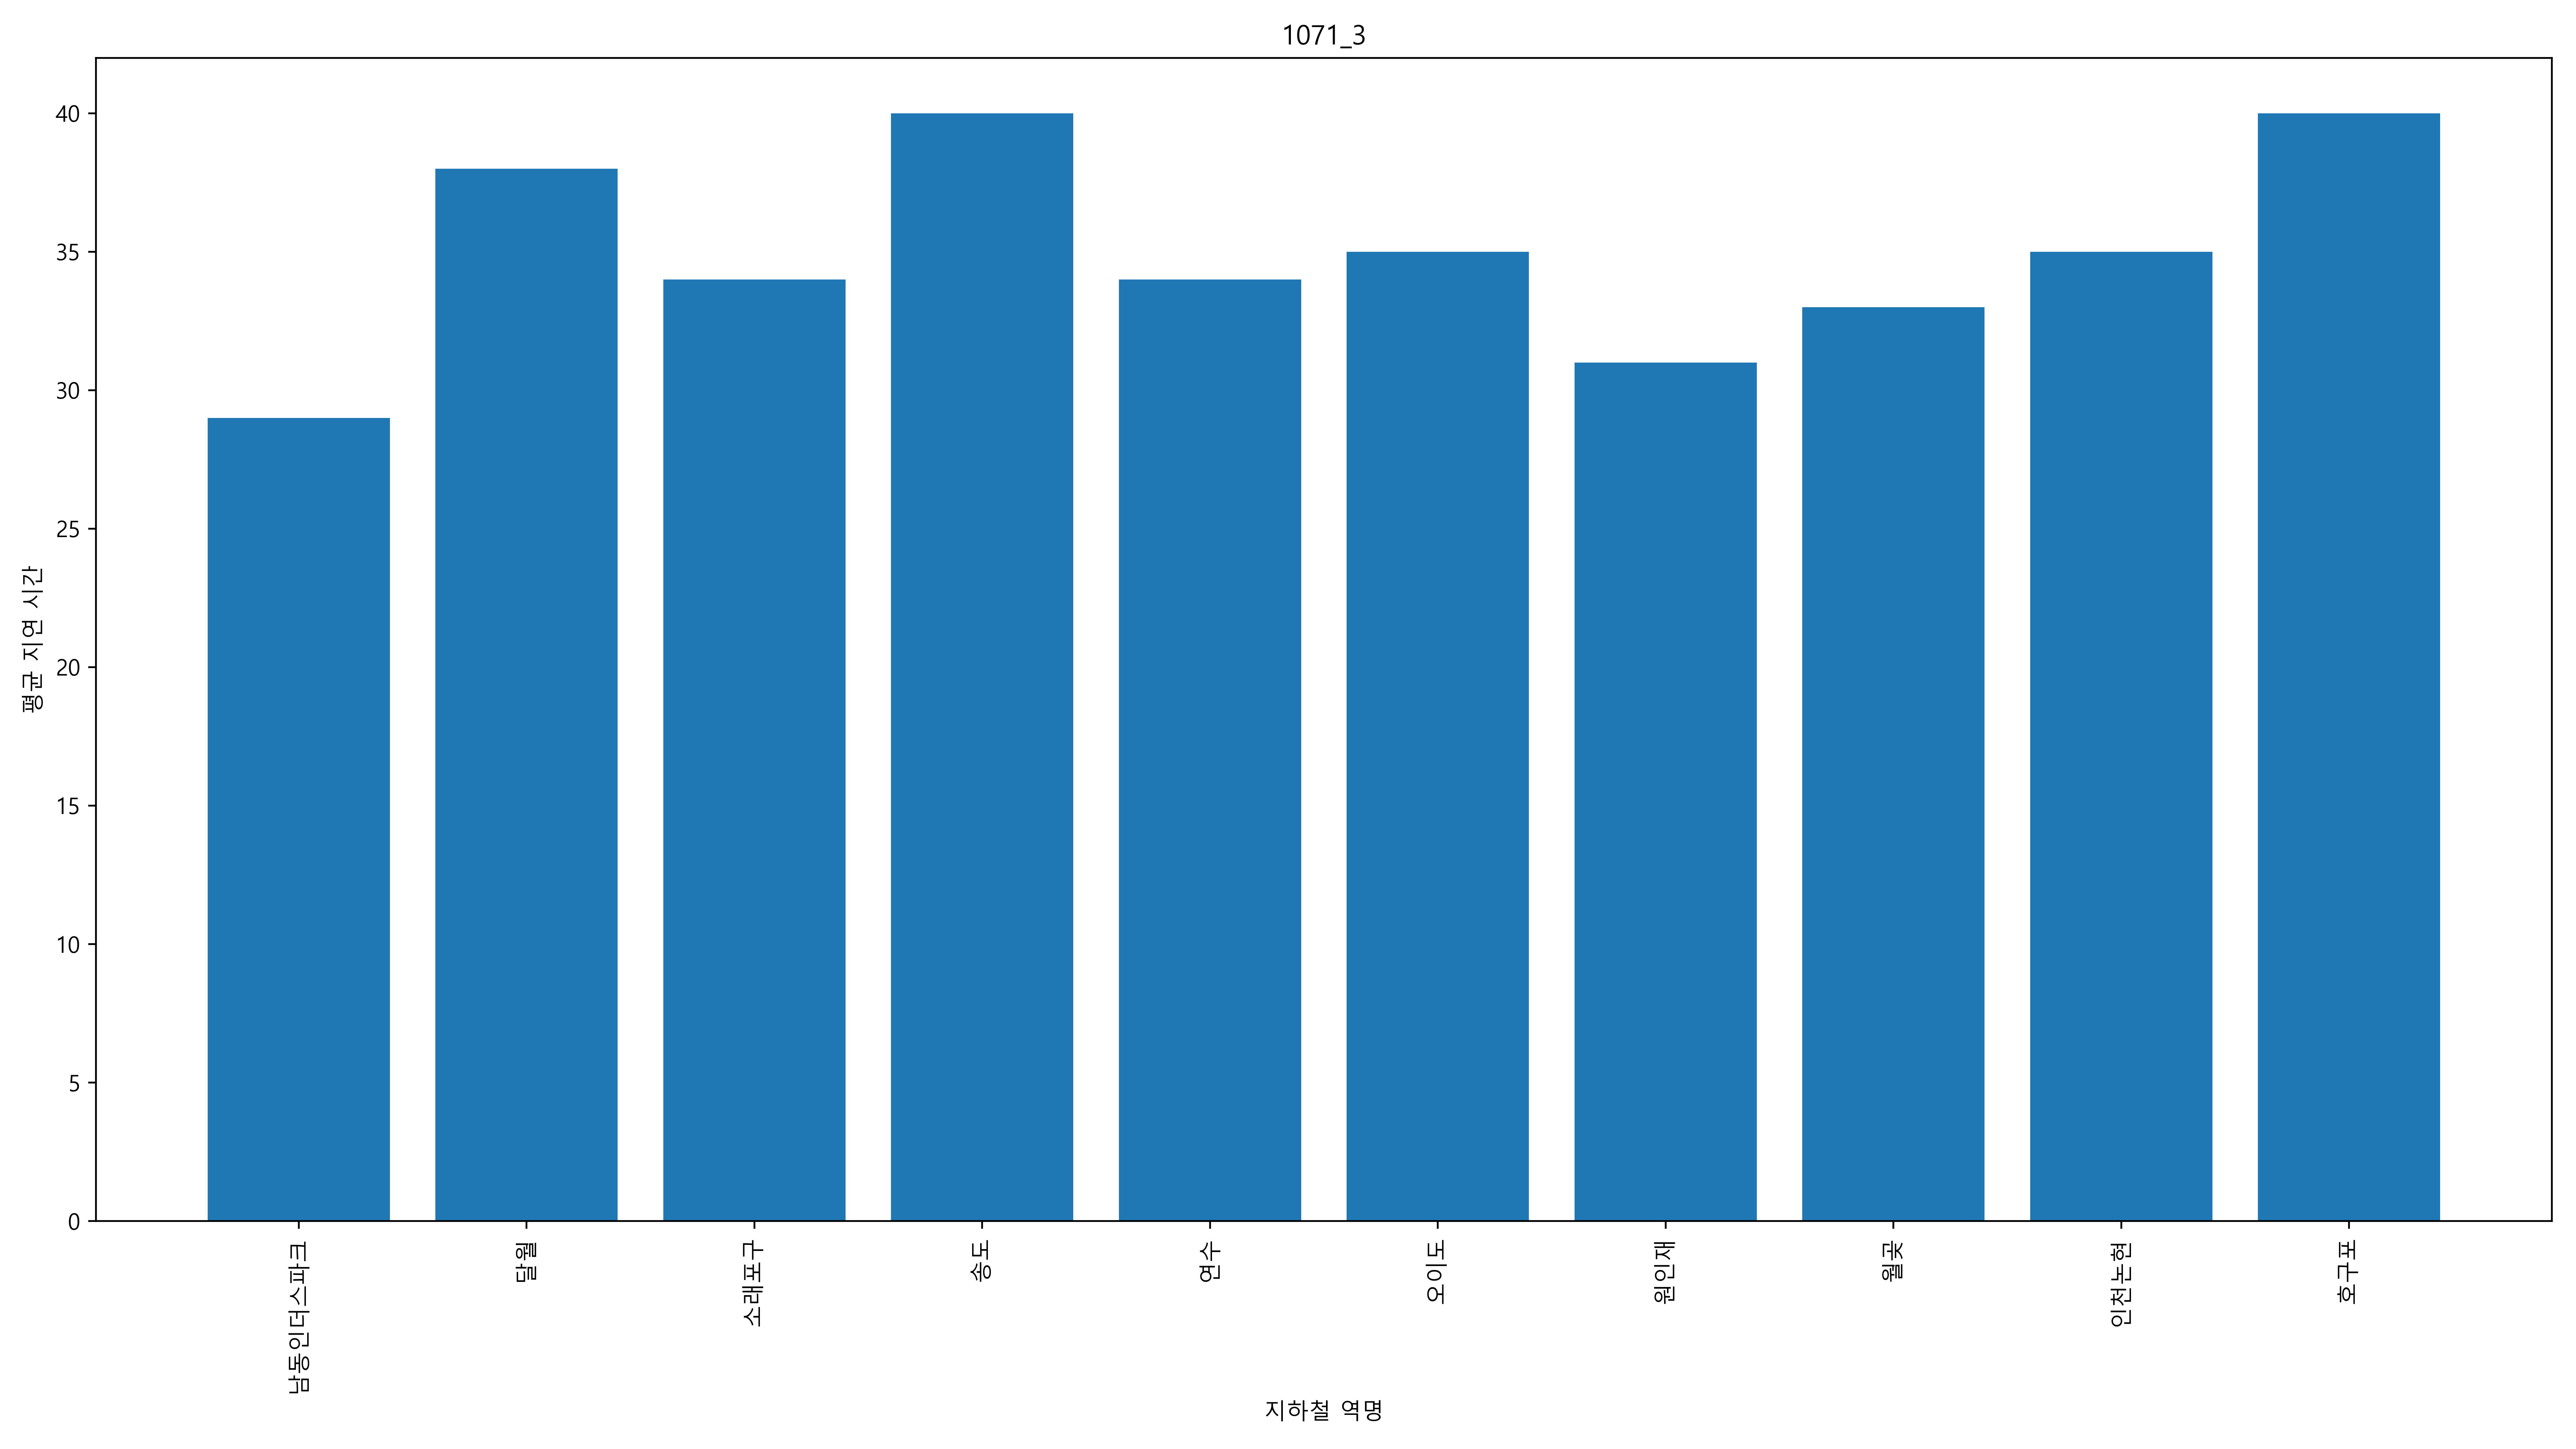 1071_3
평균 지연 시간
40
35
30
25
20
15
10
5
0
남동인더스파크
달월
소래포구
송도
연수
오이도
원인재
월곶
인천논현
호구포
지하철 역명